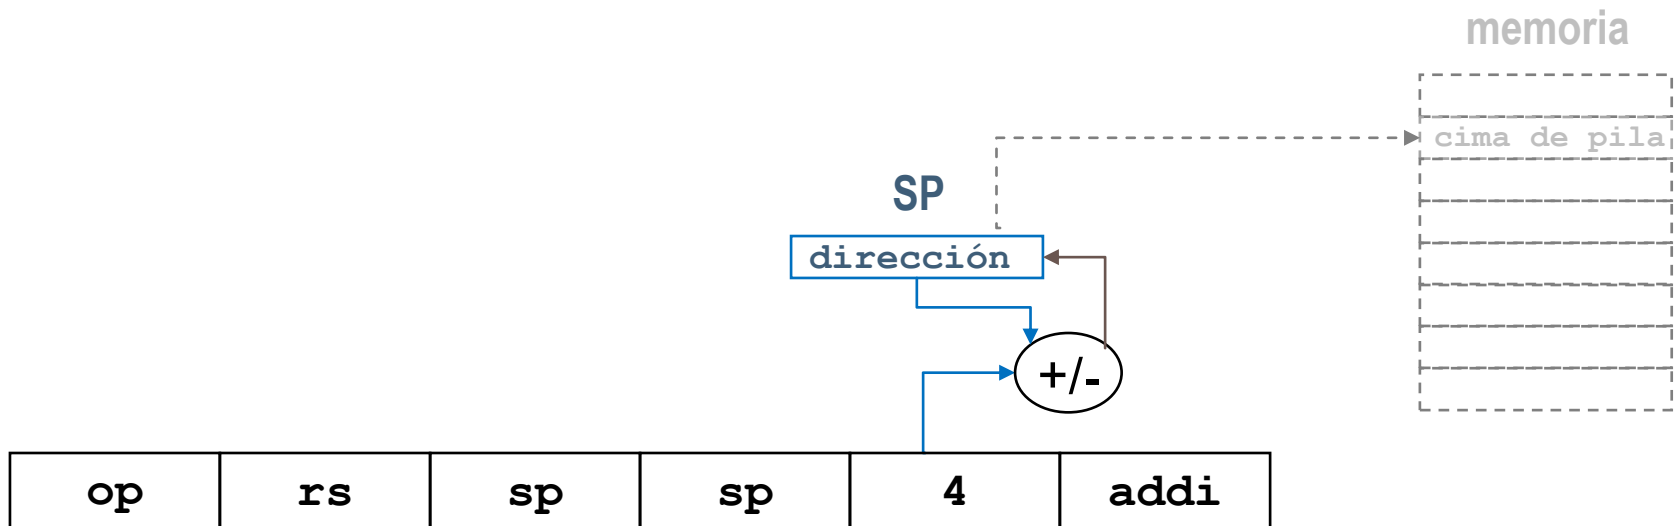 memoria
cima de pila
SP
dirección
+/-
op rs sp sp 4 addi